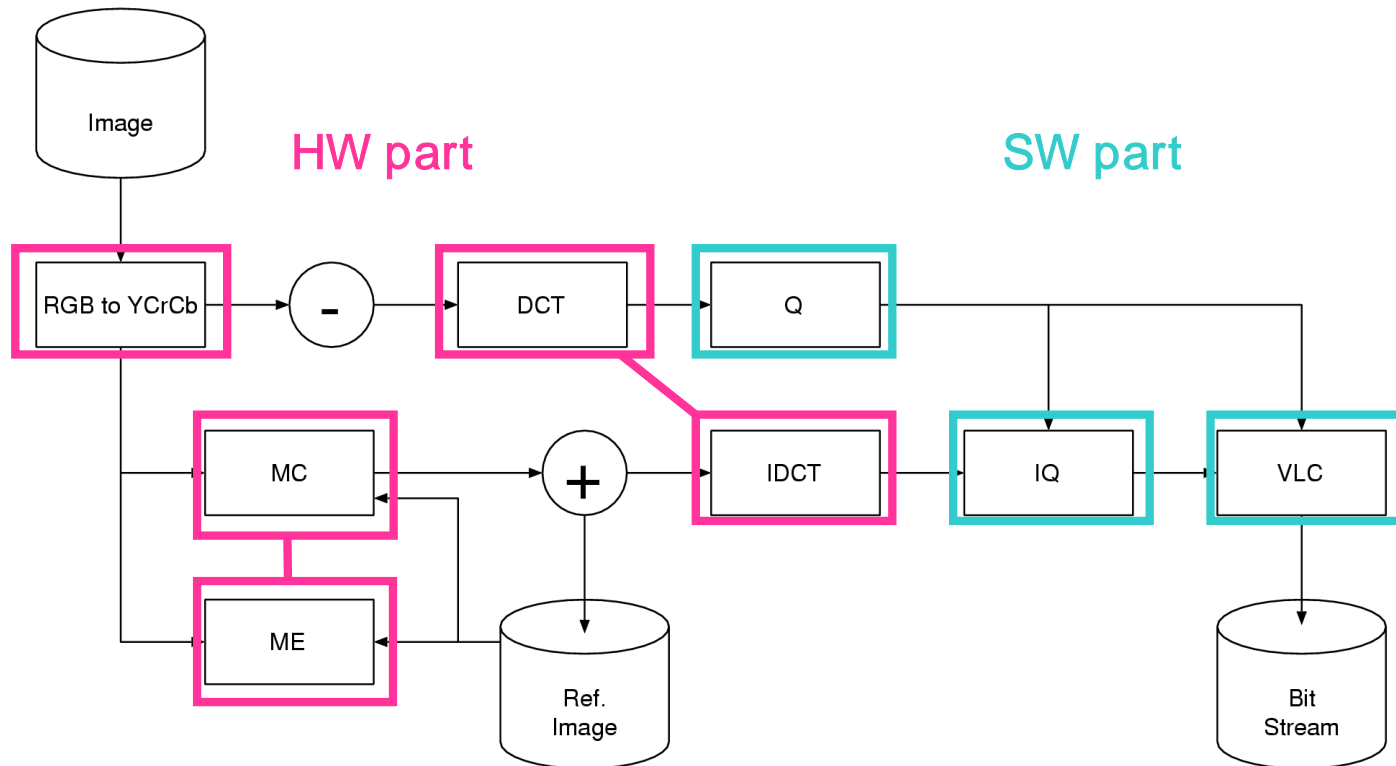 Image
HW part
SW part
RGB to YCrCb
-
DCT
Q
MC
+
IDCT
IQ
VLC
ME
Ref.
Image
Bit
Stream